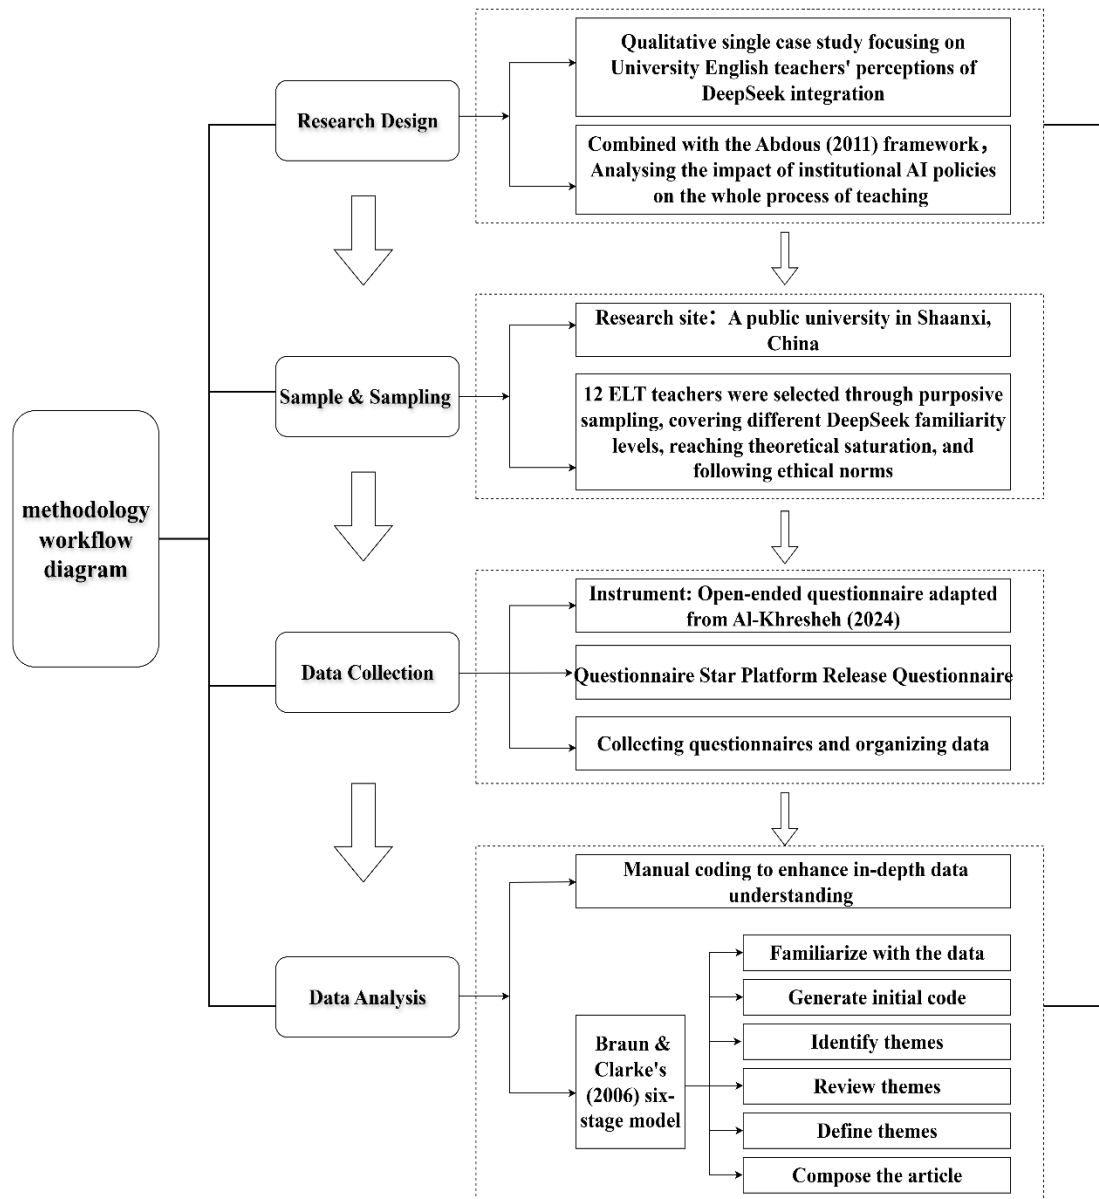 methodology
workflow
diagram
Research Design
Qualitative single case study focusing on
University English teachers' perceptions of
DeepSeek integration
Combined with the Abdous (2011) framework，
Analysing the impact of institutional AI policies
on the whole process of teaching
Sample & Sampling
Research site：A public university in Shaanxi,
China
12 ELT teachers were selected through purposive
sampling, covering different DeepSeek familiarity
levels, reaching theoretical saturation, and
following ethical norms
Data Collection
Instrument: Open-ended questionnaire adapted
from Al-Khresheh (2024)
Questionnaire Star Platform Release Questionnaire
Collecting questionnaires and organizing data
Data Analysis
Manual coding to enhance in-depth data
understanding
Braun &
Clarke's
(2006) six-
stage model
Familiarize with the data
Generate initial code
Identify themes
Review themes
Define themes
Compose the article